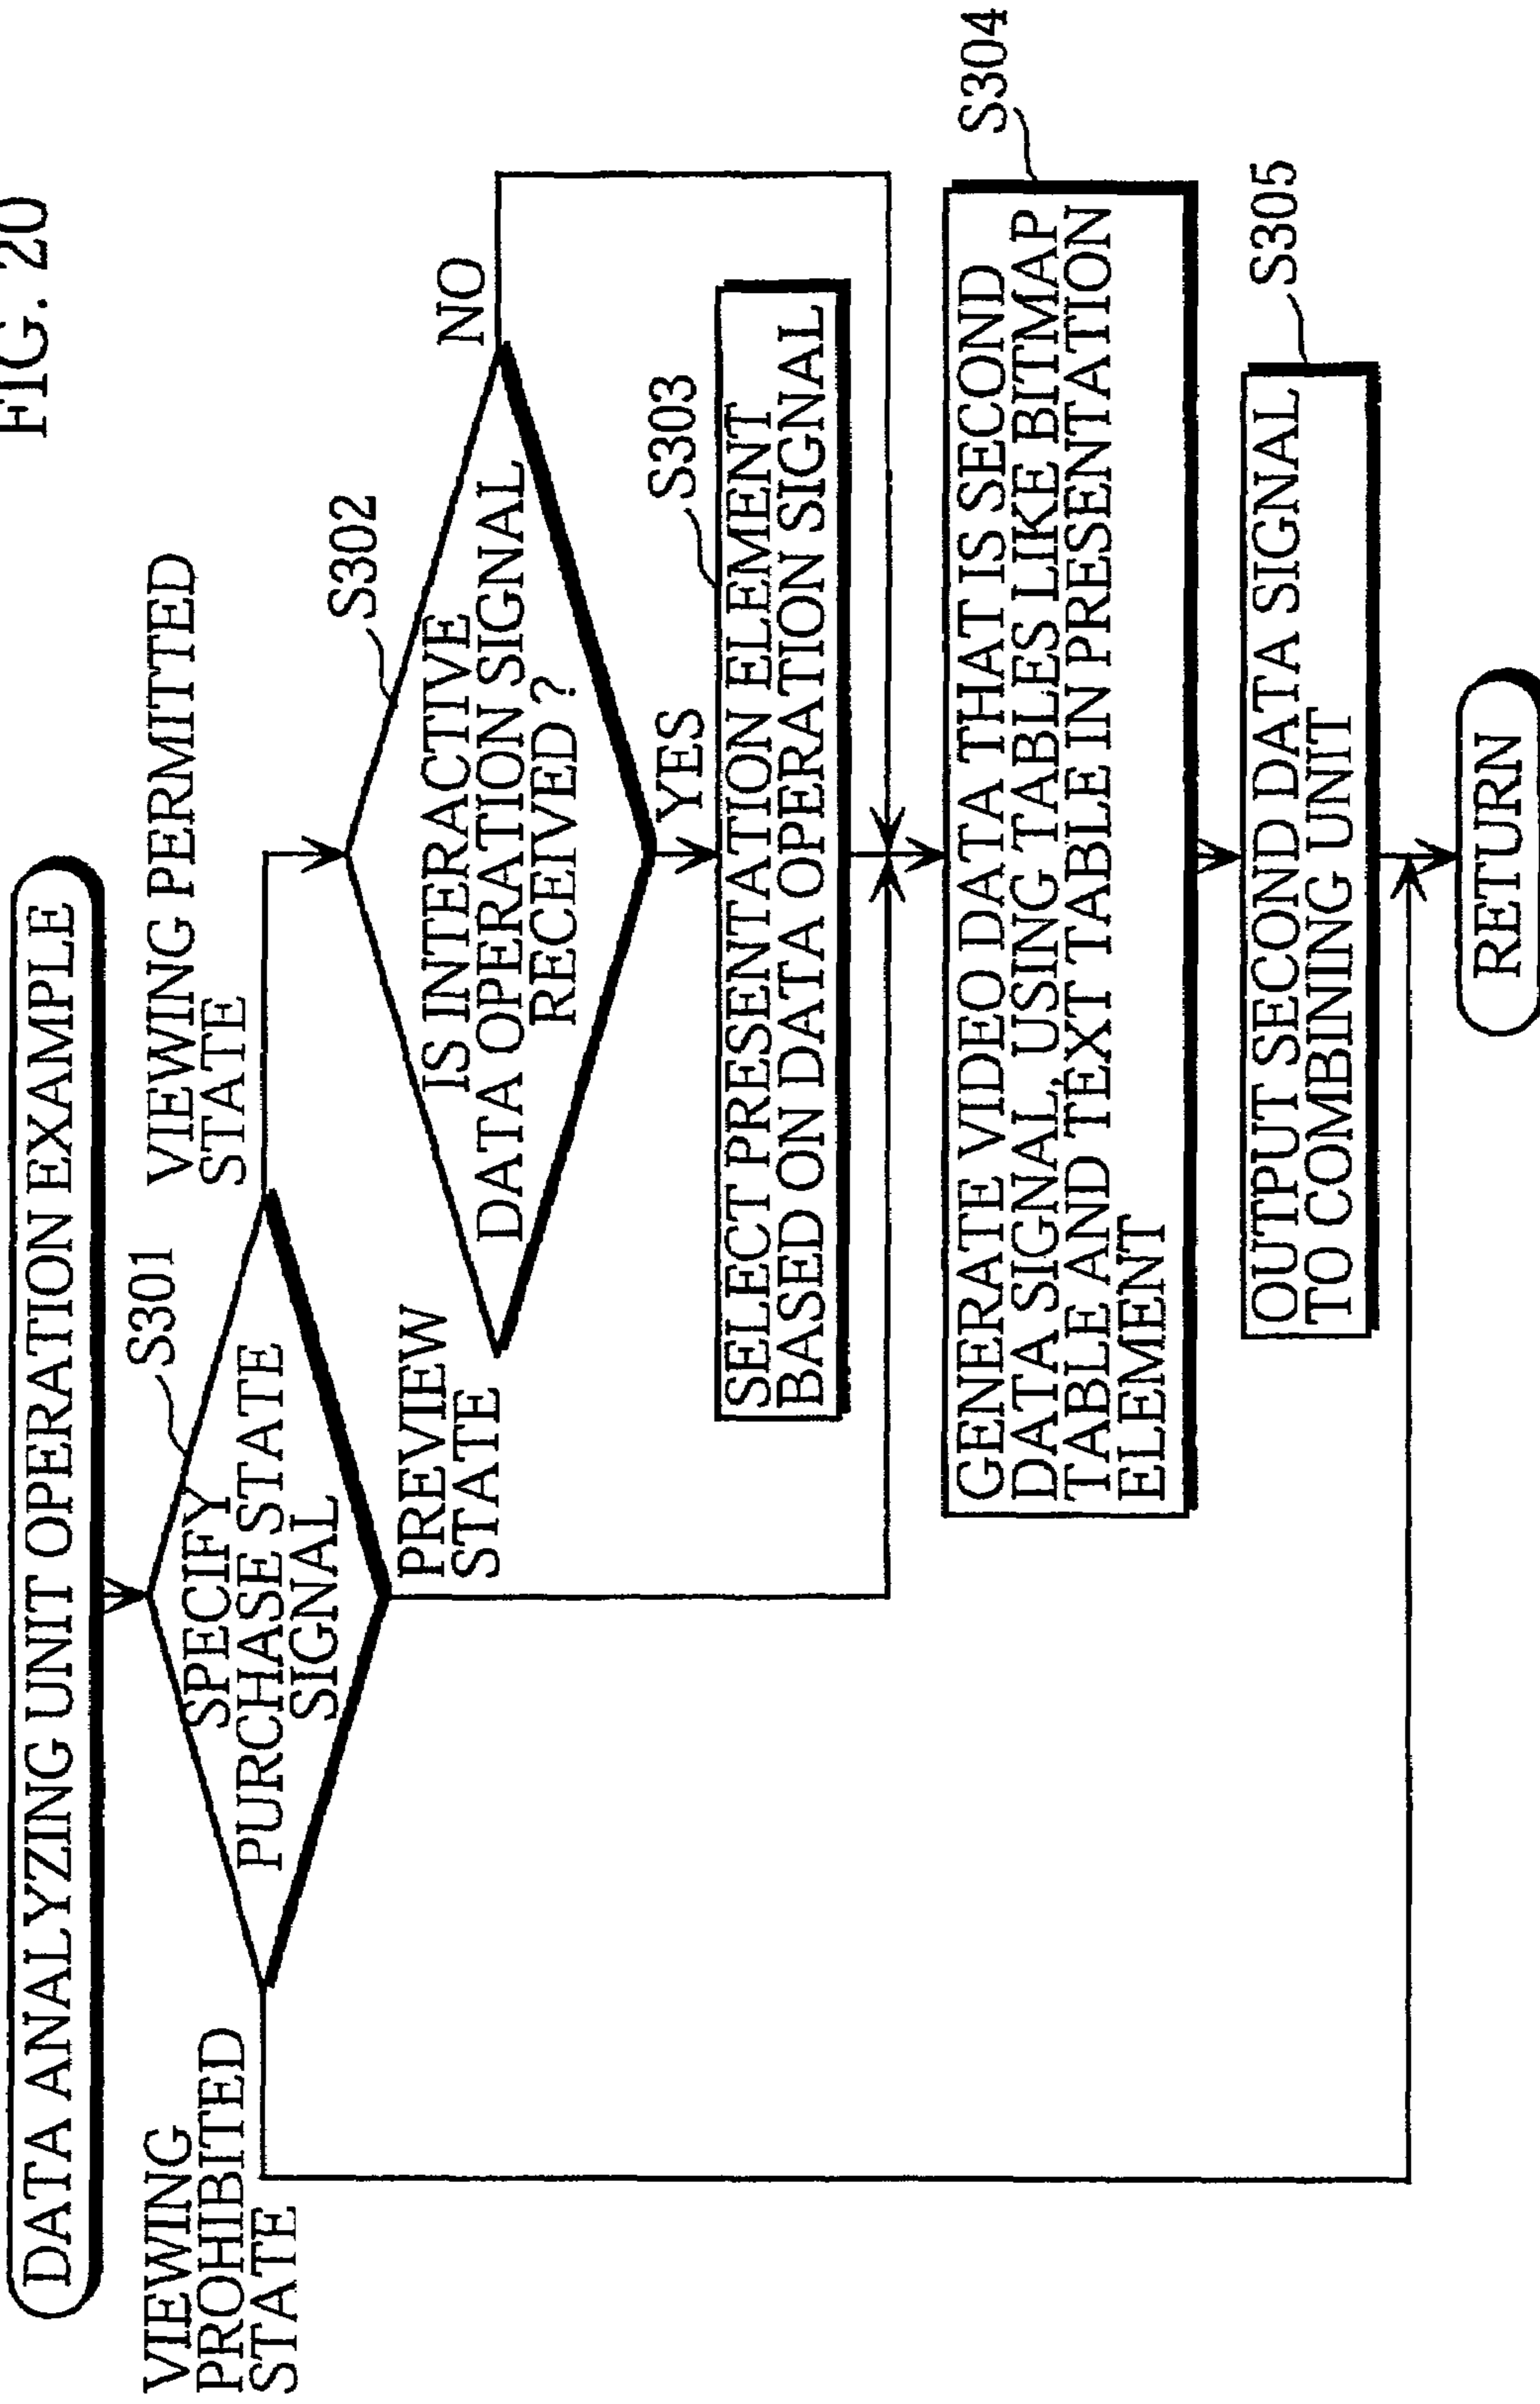 FIG. 20
DATA ANALYZING UNIT OPERATION EXAMPLE
S301
SPECIFY
PURCHASE STATE
SIGNAL
VIEWING
PROHIBITED
STATE
VIEWING PERMITTED
STATE
PREVIEW
STATE
S302
IS INTERACTIVE
DATA OPERATION SIGNAL
RECEIVED ?
NO
YES
S303
SELECT PRESENTATION ELEMENT
BASED ON DATA OPERATION SIGNAL
S304
GENERATE VIDEO DATA THAT IS SECOND
DATA SIGNAL, USING TABLES LIKE BITMAP
TABLE AND TEXT TABLE IN PRESENTATION
ELEMENT
S305
OUTPUT SECOND DATA SIGNAL
TO COMBINING UNIT
RETURN